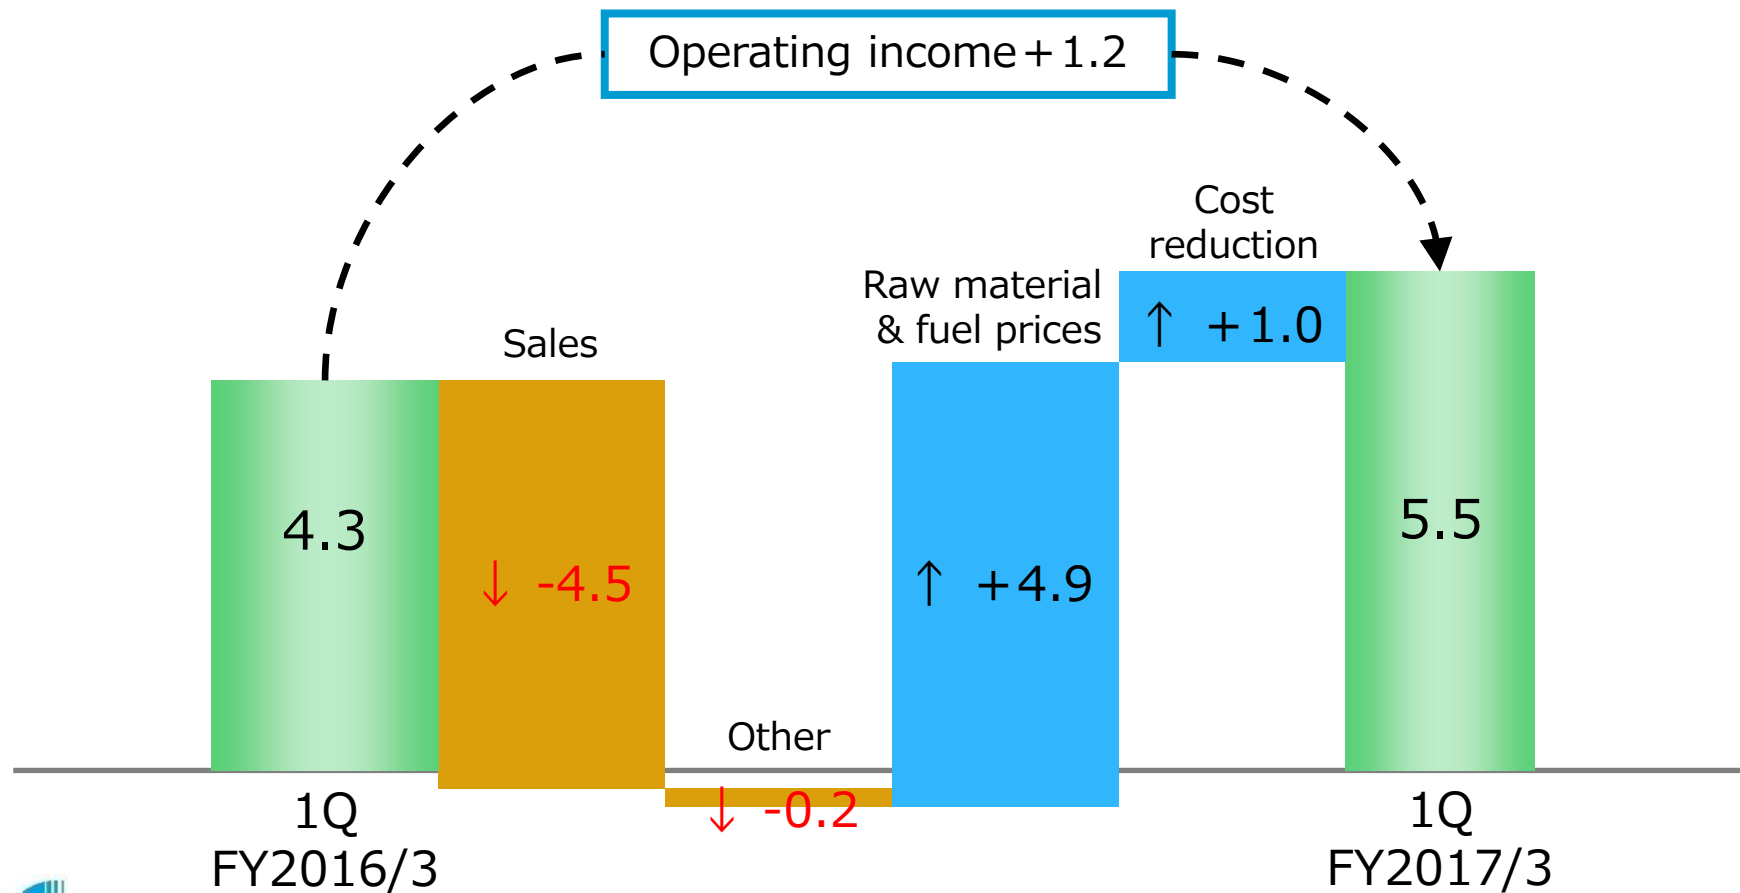 Operating income+1.2
Cost
reduction
Raw material
& fuel prices
↑ +1.0
Sales
4.3
5.5
↓ -4.5
↑ +4.9
Other
↓ -0.2
1Q
FY2016/3
1Q
FY2017/3